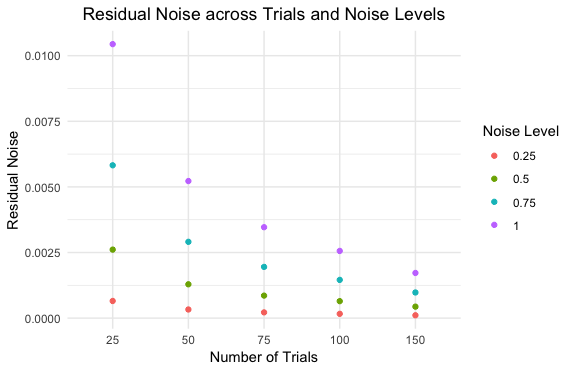 Residual Noise across Trials and Noise Levels
Residual Noise
0.0100
0.0075
0.0050
0.0025
0.0000
25 50 75 100 150
Number of Trials
Noise Level
0.25
0.5
0.75
1